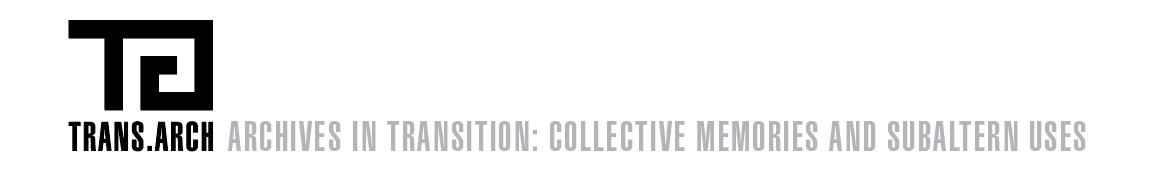 TRANS.ARCH ARCHIVES IN TRANSITION: COLLECTIVE MEMORIES AND SUBALTERN USES